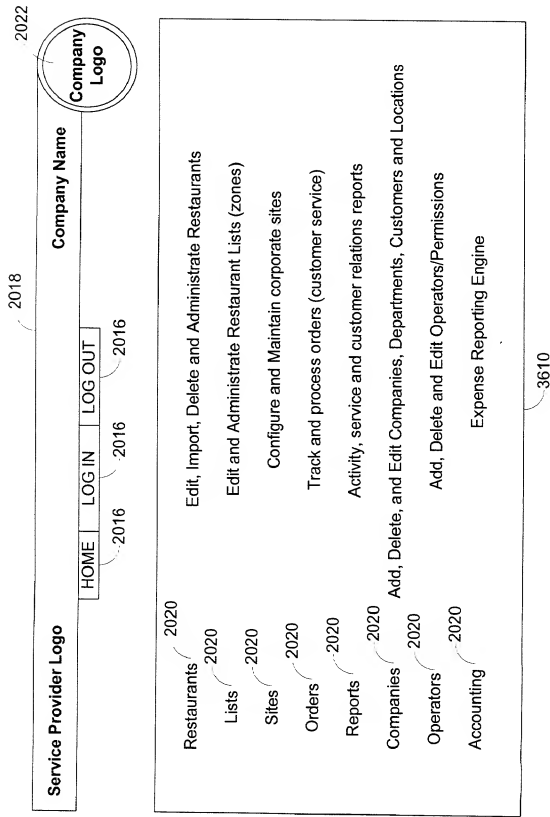 2018
2022
Service Provider Logo
Company Name
Company
Logo
HOME
LOG IN
LOG OUT
2016
2016
2016
Restaurants
2020
Edit, Import, Delete and Administrate Restaurants
Lists
2020
Edit and Administrate Restaurant Lists (zones)
Sites
2020
Configure and Maintain corporate sites
Orders
2020
Track and process orders (customer service)
Reports
2020
Activity, service and customer relations reports
Companies
2020
Add, Delete, and Edit Companies, Departments, Customers and Locations
Operators
2020
Add, Delete and Edit Operators/Permissions
Accounting
2020
Expense Reporting Engine
3610